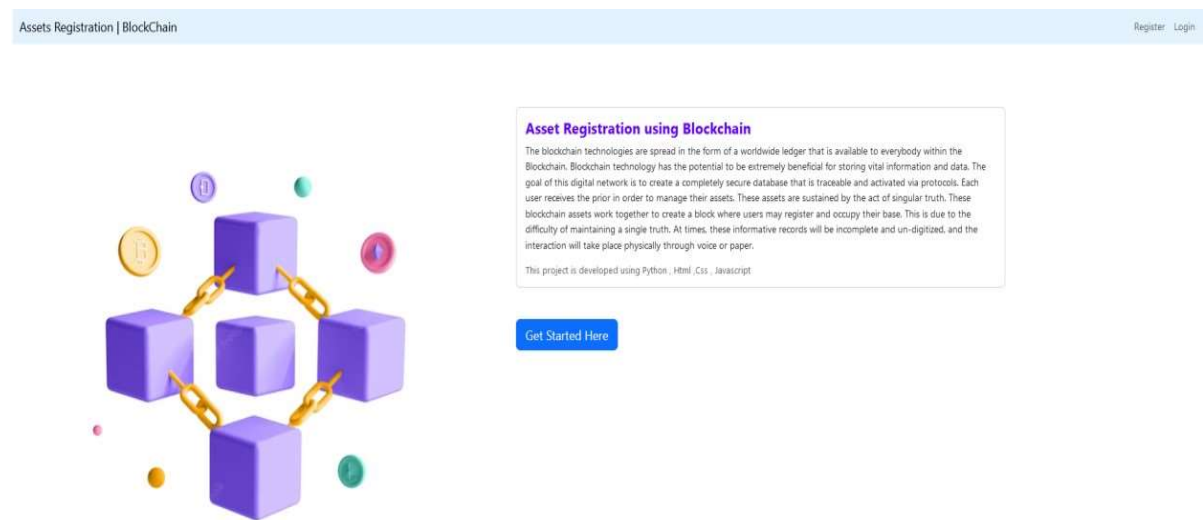 Assets Registration | BlockChain
Register Login
Asset Registration using Blockchain
The blockchain technologies are spread in the form of a worldwide ledger that is available to everybody within the
Blockchain. Blockchain technology has the potential to be extremely beneficial for storing vital information and data. The
goal of this digital network is to create a completely secure database that is traceable and activated via protocols. Each
user receives the prior in order to manage their assets. These assets are sustained by the act of singular truth. These
blockchain assets work together to create a block where users may register and occupy their base. This is due to the
difficulty of maintaining a single truth. At times, these informative records will be incomplete and un-digitized, and the
interaction will take place physically through voice or paper.
This project is developed using Python , Html ,Css , Javascript
Get Started Here